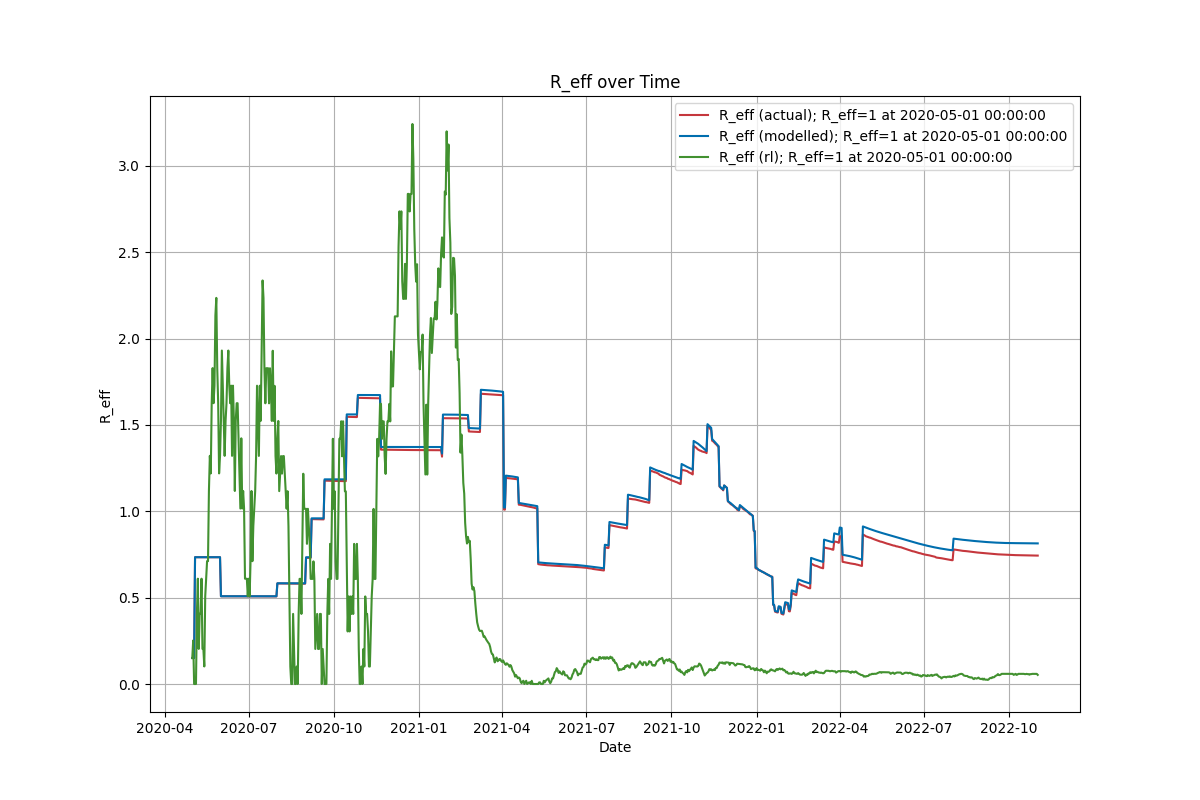 R_eff over Time
R_eff (actual); R_eff=1 at 2020-05-01 00:00:00
R_eff (modelled); R_eff=1 at 2020-05-01 00:00:00
R_eff (rl); R_eff=1 at 2020-05-01 00:00:00
3.0
2.5
2.0
1.5
1.0
0.5
0.0
R_eff
2020-04 2020-07 2020-10 2021-01 2021-04 2021-07 2021-10 2022-01 2022-04 2022-07 2022-10
Date